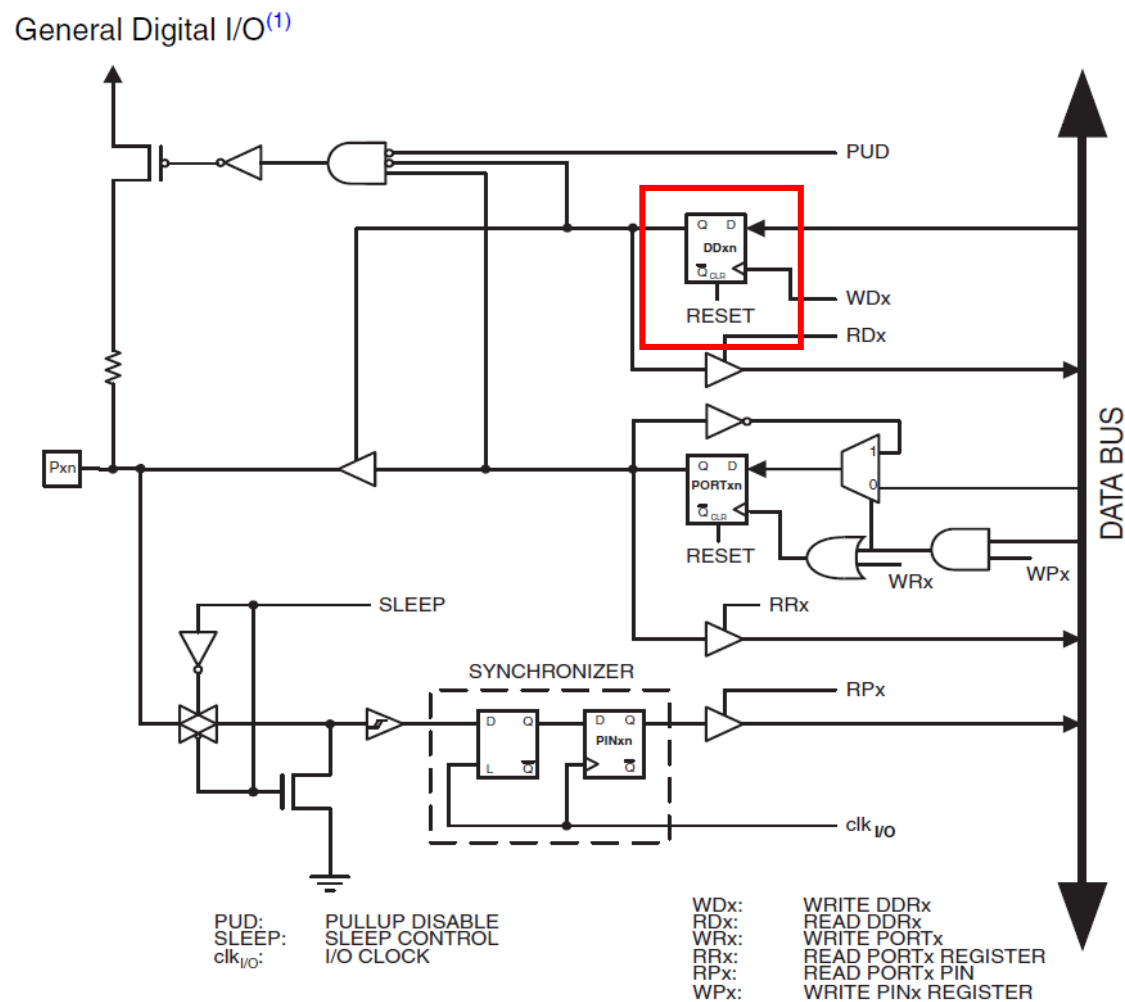 General Digital I/O(1)
PUD
Q D
DDxn
Q CLR
WDx
RESET
RDx
Pxn
1
Q D
PORTxn
0
Q CLR
RESET
WRx
WPx
DATA BUS
SLEEP
RRx
SYNCHRONIZER
RPx
D Q
D Q
PINxn
L Q
Q
clk I/O
PUD: PULLUP DISABLE
SLEEP: SLEEP CONTROL
clkI/O: I/O CLOCK
WDx: WRITE DDRx
RDx: READ DDRx
WRx: WRITE PORTx
RRx: READ PORTx REGISTER
RPx: READ PORTx PIN
WPx: WRITE PINx REGISTER